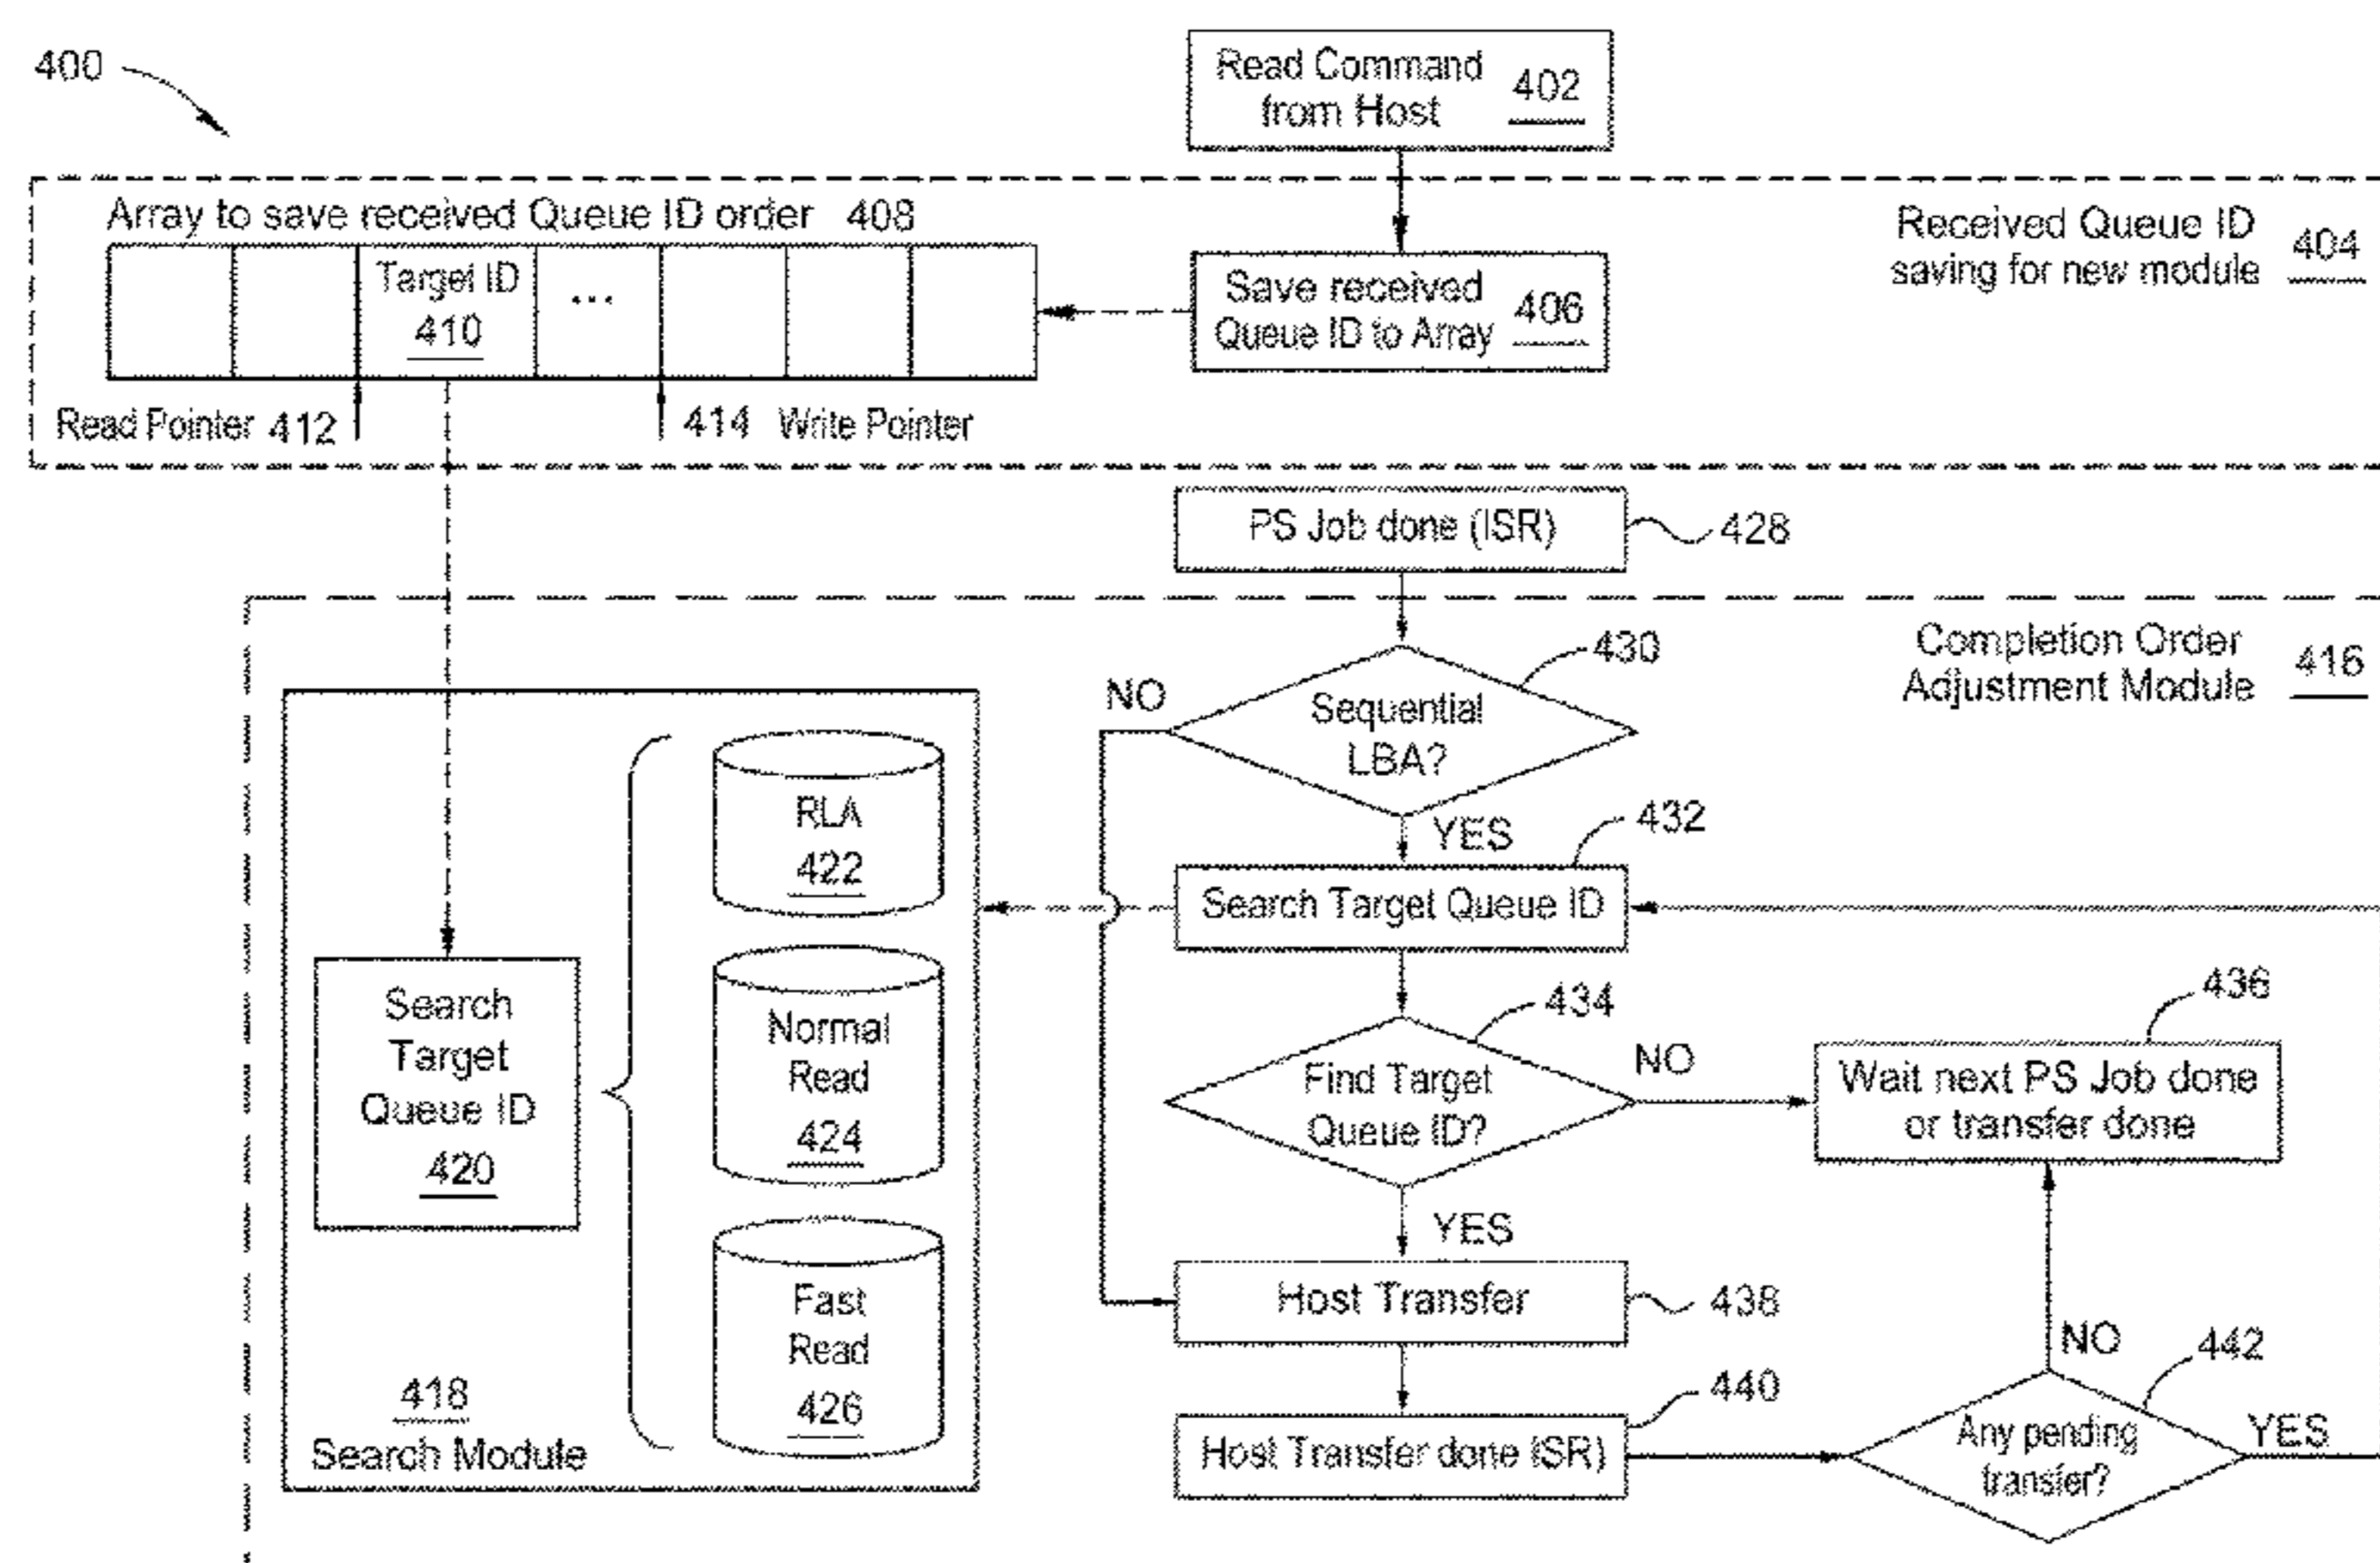 400
Read Command
from Host
402
Array to save received Queue ID order 408
Received Queue ID
saving for new module
404
Target ID
410
...
Save received
Queue ID to Array
406
Read Pointer 412
414 Write Pointer
PS Job done (ISR)
428
Completion Order
Adjustment Module
416
430
NO
Sequential
LBA?
YES
432
RLA
422
Search Target Queue ID
Search
Target
Queue ID
420
Normal
Read
424
434
436
Find Target
Queue ID?
NO
Wait next PS Job done
or transfer done
YES
Fast
Read
426
Host Transfer
438
NO
442
440
418
Search Module
Host Transfer done (ISR)
Any pending
transfer?
YES